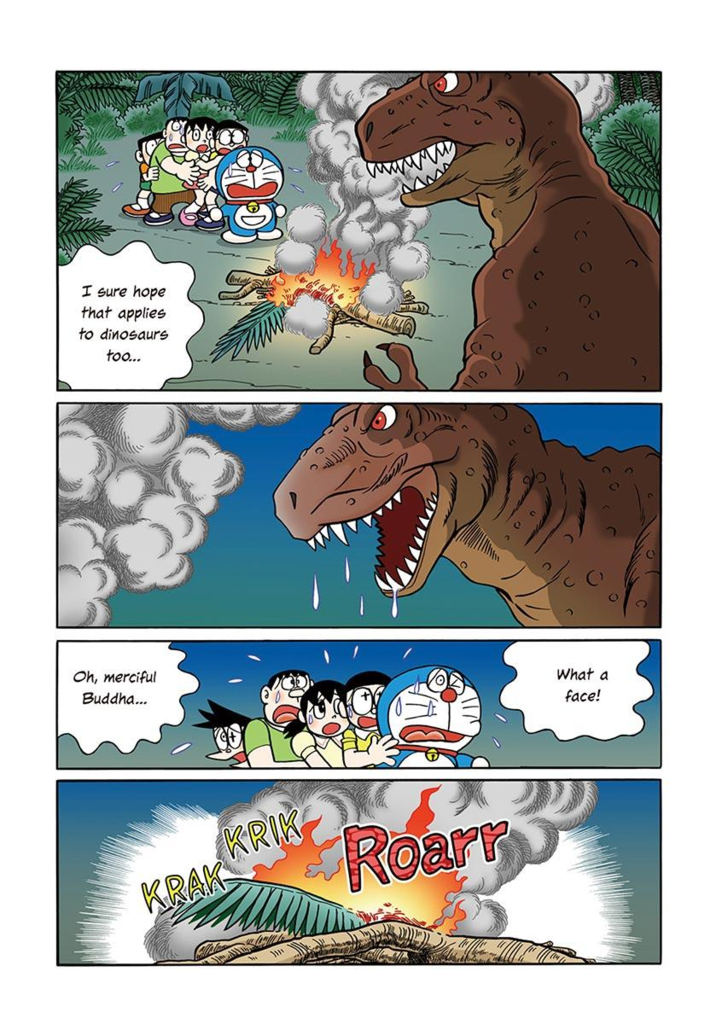 I sure hope
that applies
to dinosaurs
too...
Oh, merciful
Buddha...
What a
face!
KRAK
KRIK
Roarr